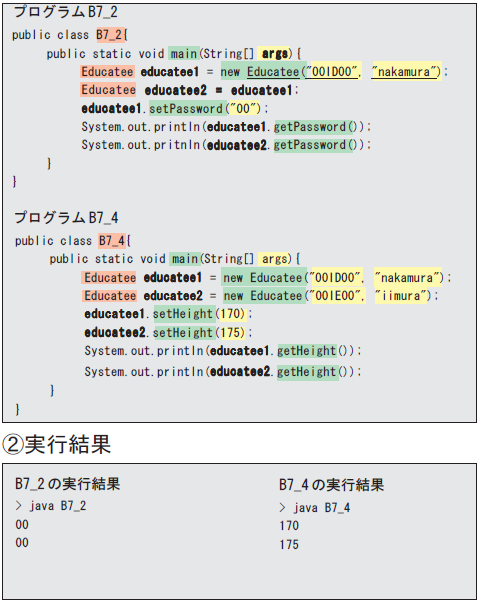 プログラムB7_2
public class B7_2{
public static void main(String[] args){
Educatee educatee1 = new Educatee("00ID00", "nakamura");
Educatee educatee2 = educatee1;
educatee1.setPassword("00");
System.out.println(educatee1.getPassword());
System.out.pritnln(educatee2.getPassword());
}
}
プログラムB7_4
public class B7_4{
public static void main(String[] args){
Educatee educatee1 = new Educatee("00ID00", "nakamura");
Educatee educatee2 = new Educatee("00IE00", "iimura");
educatee1.setHeight(170);
educatee2.setHeight(175);
System.out.println(educatee1.getHeight());
System.out.println(educatee2.getHeight());
}
}
②実行結果
B7_2の実行結果
> java B7_2
00
00
B7_4の実行結果
> java B7_4
170
175